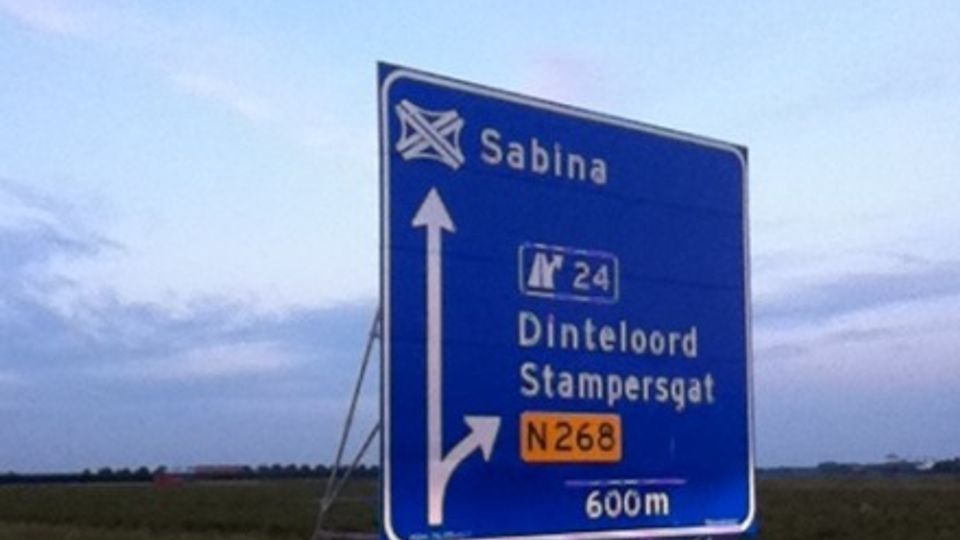 Sabina
24
Dinteloord
Stampersgat
N268
600m